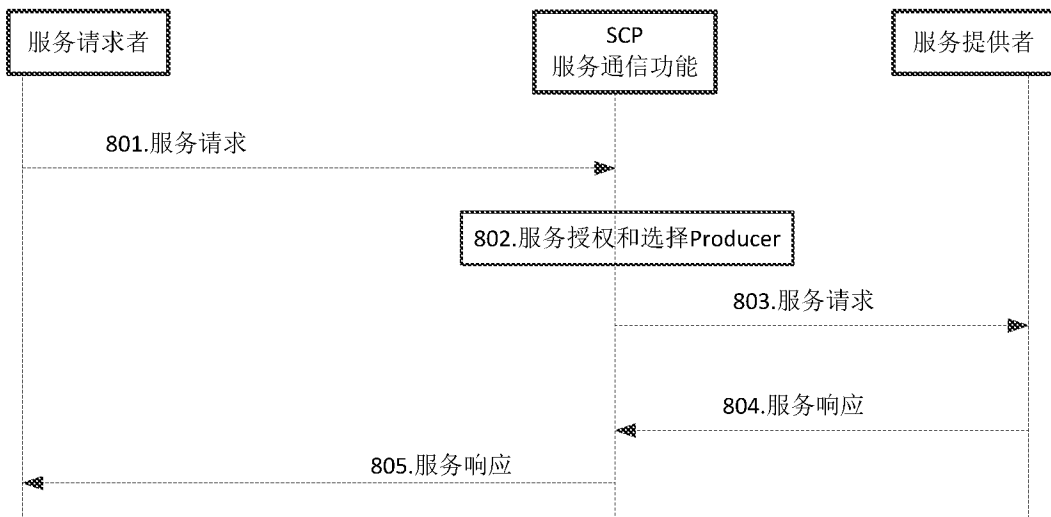 服务请求者
SCP
服务通信功能
服务提供者
801.服务请求
802.服务授权和选择Producer
803.服务请求
804.服务响应
805.服务响应